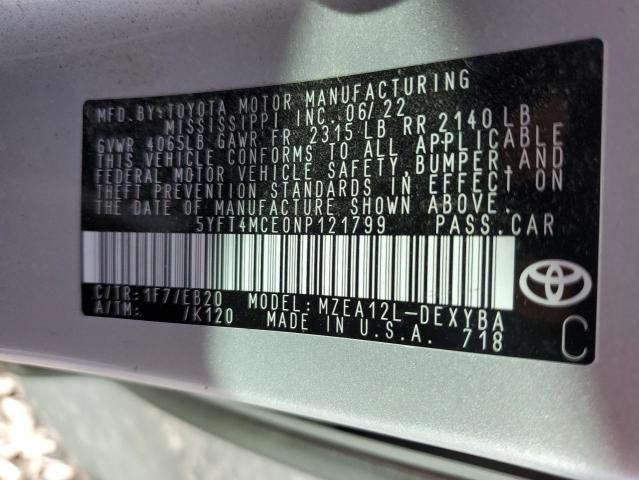 MFD. BY: TOYOTA MOTOR MANUFACTURING
MISSISSIPPI INC. 06/22
GVWR 4065LB GAWR FR 2315 LB RR 2140 LB
THIS VEHICLE CONFORMS TO ALL APPLICABLE
FEDERAL MOTOR VEHICLE SAFETY, BUMPER, AND
THEFT PREVENTION STANDARDS IN EFFECT ON
THE DATE OF MANUFACTURE SHOWN ABOVE.
5YFT4MCE0NP121799 PASS. CAR
C/TR: 1F7/EB20 MODEL: MZEA12L-DEXYBA
A/TM: /K120 MADE IN U.S.A. 718
C